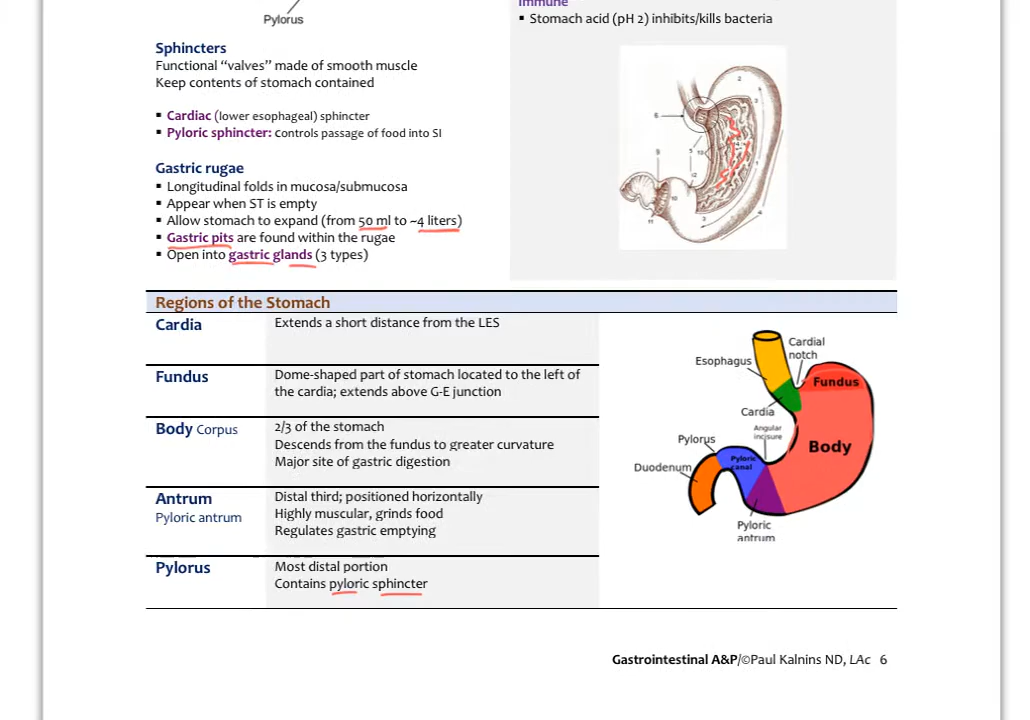 Pylorus
Immune
▪ Stomach acid (pH 2) inhibits/kills bacteria
Sphincters
Functional “valves” made of smooth muscle
Keep contents of stomach contained
▪ Cardiac (lower esophageal) sphincter
▪ Pyloric sphincter: controls passage of food into SI
Gastric rugae
▪ Longitudinal folds in mucosa/submucosa
▪ Appear when ST is empty
▪ Allow stomach to expand (from 50 ml to ~4 liters)
▪ Gastric pits are found within the rugae
▪ Open into gastric glands (3 types)
Regions of the Stomach
Cardia
Extends a short distance from the LES
Fundus
Dome-shaped part of stomach located to the left of
the cardia; extends above G-E junction
Body Corpus
2/3 of the stomach
Descends from the fundus to greater curvature
Major site of gastric digestion
Antrum
Pyloric antrum
Distal third; positioned horizontally
Highly muscular, grinds food
Regulates gastric emptying
Pylorus
Most distal portion
Contains pyloric sphincter
Esophagus
Cardial
notch
Fundus
Cardia
Angular
incisure
Body
Pylorus
Pyloric
canal
Duodenum
Pyloric
antrum
Gastrointestinal A&P/©Paul Kalnins ND, LAc 6